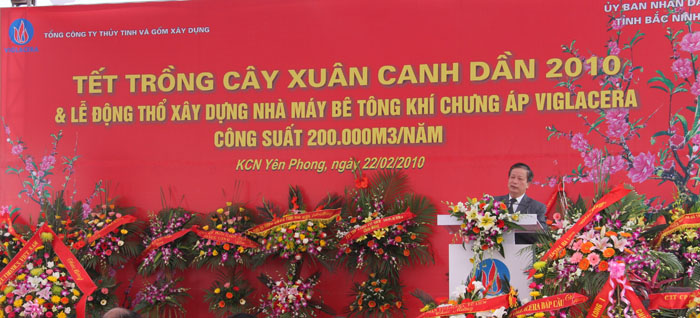 TỔNG CÔNG TY THỦY TINH VÀ GỐM XÂY DỰNG
ỦY BAN NHÂN DÂ
TỈNH BẮC NINH
TẾT TRỒNG CÂY XUÂN CANH DẦN 2010
& LỄ ĐỘNG THỔ XÂY DỰNG NHÀ MÁY BÊ TÔNG KHÍ CHƯNG ÁP VIGLACERA
CÔNG SUẤT 200.000M3/NĂM
KCN Yên Phong, ngày 22/02/2010